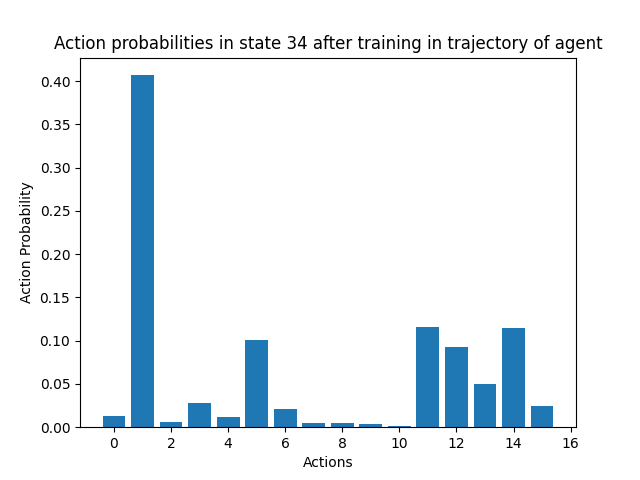 Action probabilities in state 34 after training in trajectory of agent
0.40
0.35
0.30
0.25
0.20
0.15
0.10
0.05
0.00
Action Probability
0 2 4 6 8 10 12 14 16
Actions